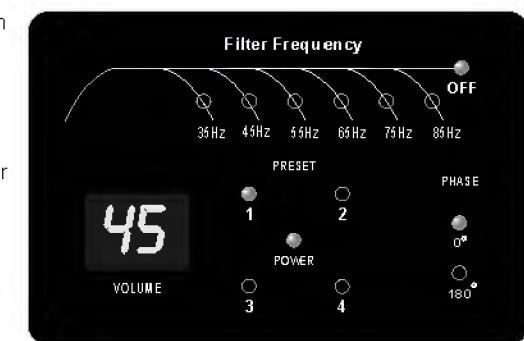 n
Filter Frequency
OFF
35Hz 45Hz 55Hz 65Hz 75Hz 85Hz
r
PRESET
PHASE
1 2
45
0°
POWER
VOLUME
180°
3 4